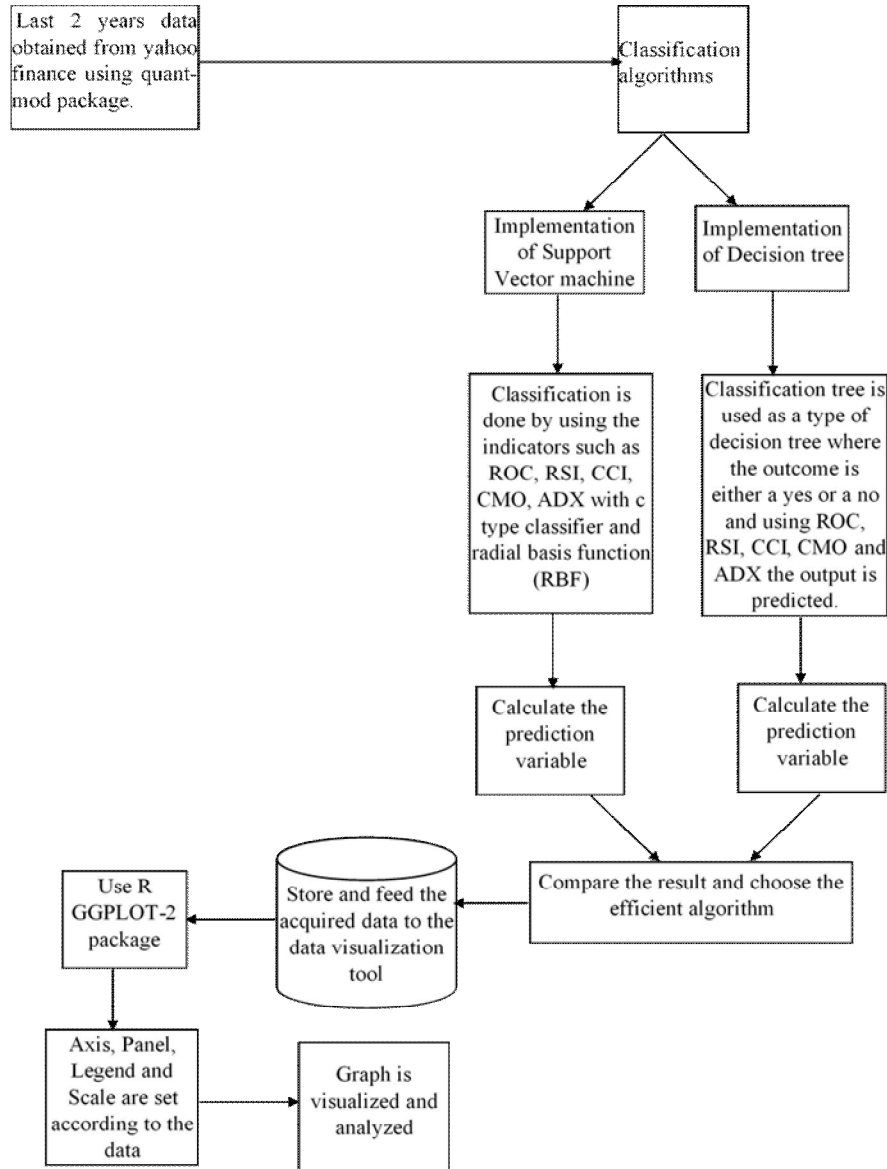 Last 2 years data
obtained from yahoo
finance using quant-
mod package.
Classification
algorithms
Implementation
of Support
Vector machine
Implementation
of Decision tree
Classification is
done by using the
indicators such as
ROC, RSI, CCI,
CMO, ADX with c
type classifier and
radial basis function
(RBF)
Classification tree is
used as a type of
decision tree where
the outcome is
either a yes or a no
and using ROC,
RSI, CCI, CMO and
ADX the output is
predicted.
Calculate the
prediction
variable
Calculate the
prediction
variable
Compare the result and choose the
efficient algorithm
Store and feed the
acquired data to the
data visualization
tool
Use R
GGPLOT-2
package
Axis, Panel,
Legend and
Scale are set
according to the
data
Graph is
visualized and
analyzed